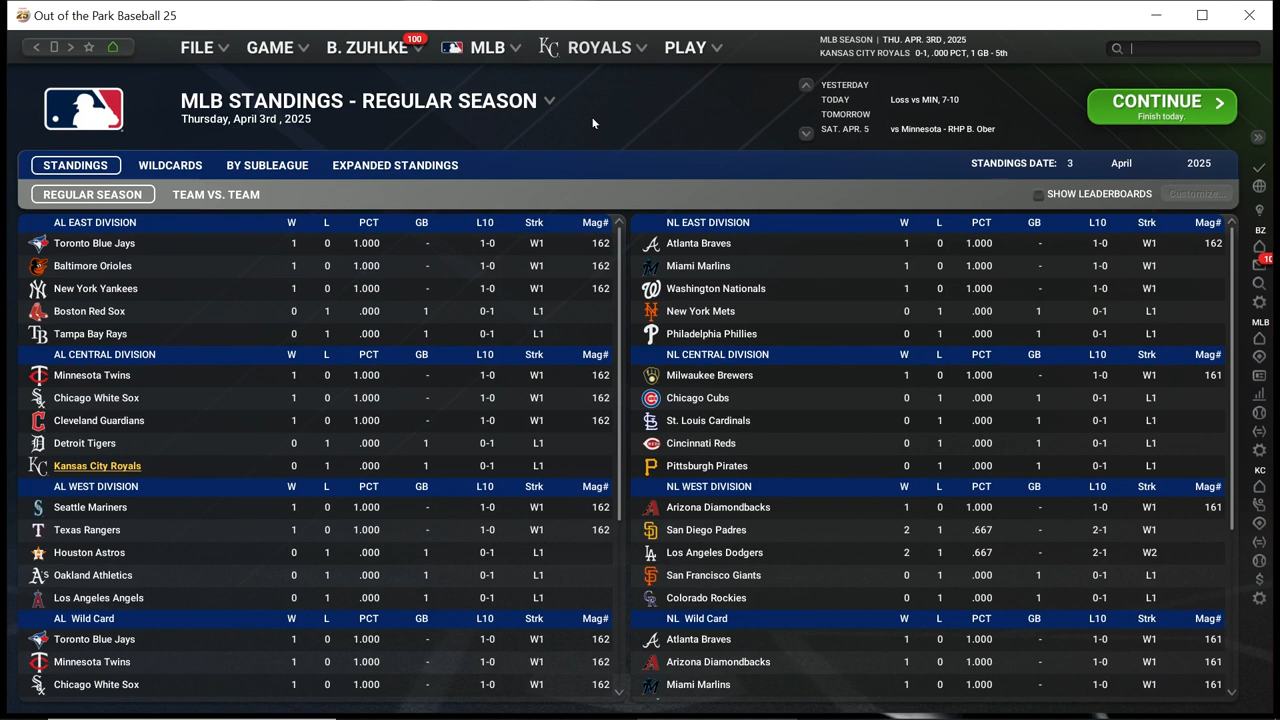 Out of the Park Baseball 25
FILE GAME B. ZUHLKE 100 MLB ROYALS PLAY
MLB SEASON | THU. APR. 3RD , 2025
KANSAS CITY ROYALS 0-1, .000 PCT, 1 GB - 5th
MLB STANDINGS - REGULAR SEASON
Thursday, April 3rd , 2025
YESTERDAY
TODAY Loss vs MIN, 7-10
TOMORROW
SAT. APR. 5 vs Minnesota - RHP B. Ober
CONTINUE
Finish today.
STANDINGS WILDCARDS BY SUBLEAGUE EXPANDED STANDINGS STANDINGS DATE: 3 April 2025
REGULAR SEASON TEAM VS. TEAM SHOW LEADERBOARDS Customize...
AL EAST DIVISION W L PCT GB L10 Strk Mag#
Toronto Blue Jays 1 0 1.000 - 1-0 W1 162
Baltimore Orioles 1 0 1.000 - 1-0 W1 162
New York Yankees 1 0 1.000 - 1-0 W1 162
Boston Red Sox 0 1 .000 1 0-1 L1
Tampa Bay Rays 0 1 .000 1 0-1 L1
AL CENTRAL DIVISION W L PCT GB L10 Strk Mag#
Minnesota Twins 1 0 1.000 - 1-0 W1 162
Chicago White Sox 1 0 1.000 - 1-0 W1 162
Cleveland Guardians 1 0 1.000 - 1-0 W1 162
Detroit Tigers 0 1 .000 1 0-1 L1
Kansas City Royals 0 1 .000 1 0-1 L1
AL WEST DIVISION W L PCT GB L10 Strk Mag#
Seattle Mariners 1 0 1.000 - 1-0 W1 162
Texas Rangers 1 0 1.000 - 1-0 W1 162
Houston Astros 0 1 .000 1 0-1 L1
Oakland Athletics 0 1 .000 1 0-1 L1
Los Angeles Angels 0 1 .000 1 0-1 L1
AL Wild Card W L PCT GB L10 Strk Mag#
Toronto Blue Jays 1 0 1.000 - 1-0 W1 162
Minnesota Twins 1 0 1.000 - 1-0 W1 162
Chicago White Sox 1 0 1.000 - 1-0 W1 162
NL EAST DIVISION W L PCT GB L10 Strk Mag#
Atlanta Braves 1 0 1.000 - 1-0 W1 162
Miami Marlins 1 0 1.000 - 1-0 W1
Washington Nationals 1 0 1.000 - 1-0 W1
New York Mets 0 1 .000 1 0-1 L1
Philadelphia Phillies 0 1 .000 1 0-1 L1
NL CENTRAL DIVISION W L PCT GB L10 Strk Mag#
Milwaukee Brewers 1 0 1.000 - 1-0 W1 161
Chicago Cubs 0 1 .000 1 0-1 L1
St. Louis Cardinals 0 1 .000 1 0-1 L1
Cincinnati Reds 0 1 .000 1 0-1 L1
Pittsburgh Pirates 0 1 .000 1 0-1 L1
NL WEST DIVISION W L PCT GB L10 Strk Mag#
Arizona Diamondbacks 1 0 1.000 - 1-0 W1 161
San Diego Padres 2 1 .667 - 2-1 W1
Los Angeles Dodgers 2 1 .667 - 2-1 W2
San Francisco Giants 0 1 .000 1 0-1 L1
Colorado Rockies 0 1 .000 1 0-1 L1
NL Wild Card W L PCT GB L10 Strk Mag#
Atlanta Braves 1 0 1.000 - 1-0 W1 161
Arizona Diamondbacks 1 0 1.000 - 1-0 W1 161
Miami Marlins 1 0 1.000 - 1-0 W1 161
BZ
10
MLB
KC